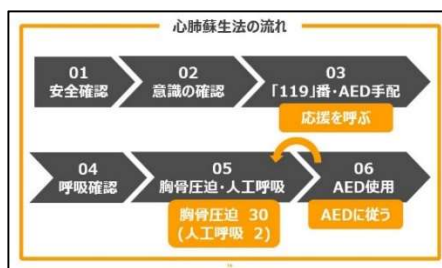 心肺蘇生法の流れ
01
安全確認
02
意識の確認
03
「119」番・AED手配
応援を呼ぶ
04
呼吸確認
05
胸骨圧迫・人工呼吸
胸骨圧迫 30
(人工呼吸 2)
06
AED使用
AEDに従う